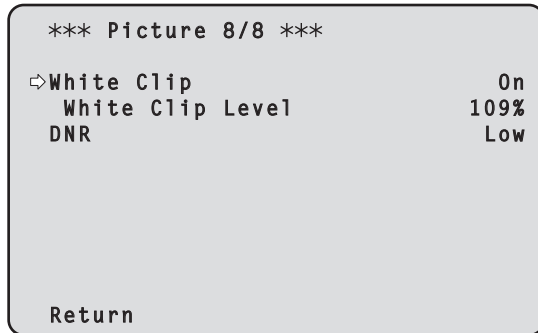 *** Picture 8/8 ***
⇨White Clip On
White Clip Level 109%
DNR Low
Return